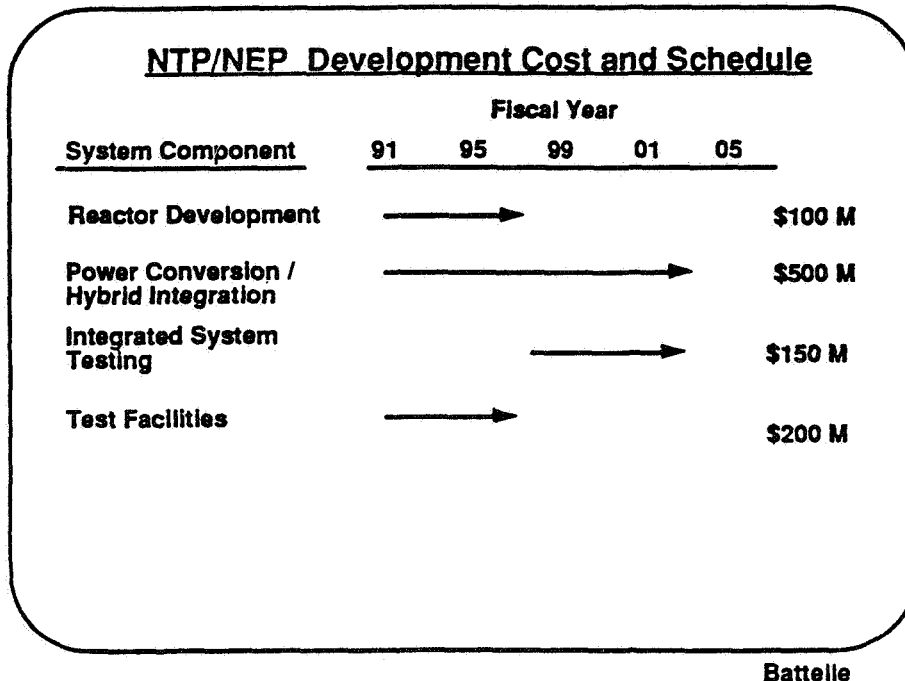 NTP/NEP Development Cost and Schedule
Fiscal Year
System Component 91 95 99 01 05
Reactor Development $100 M
Power Conversion / $500 M
Hybrid Integration
Integrated System
Testing $150 M
Test Facilities
$200 M
Battelle